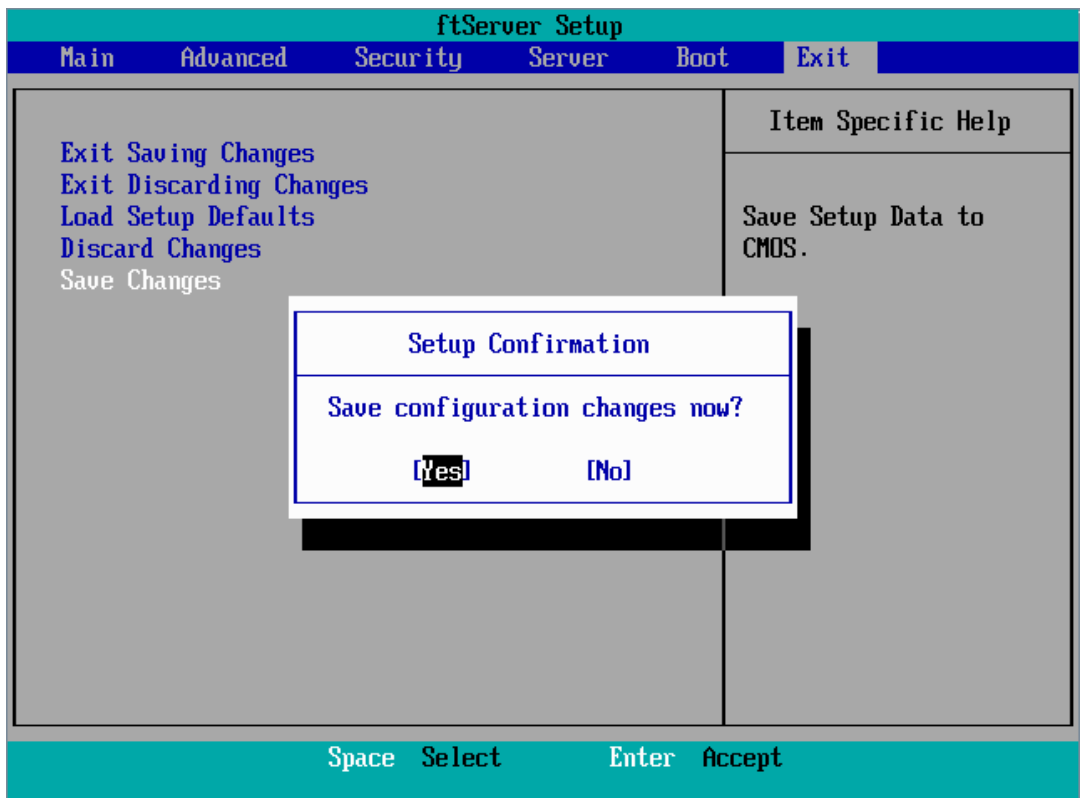 ftServer Setup
Main Advanced Security Server Boot Exit
Item Specific Help
Exit Saving Changes
Exit Discarding Changes
Load Setup Defaults
Discard Changes
Save Changes
Save Setup Data to
CMOS.
Setup Confirmation
Save configuration changes now?
[Yes] [No]
Space Select Enter Accept